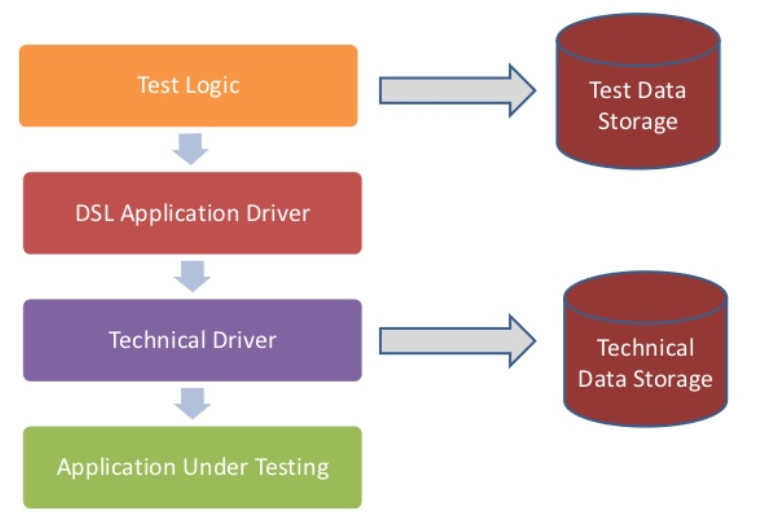 Test Logic
Test Data
Storage
DSL Application Driver
Technical Driver
Technical
Data Storage
Application Under Testing